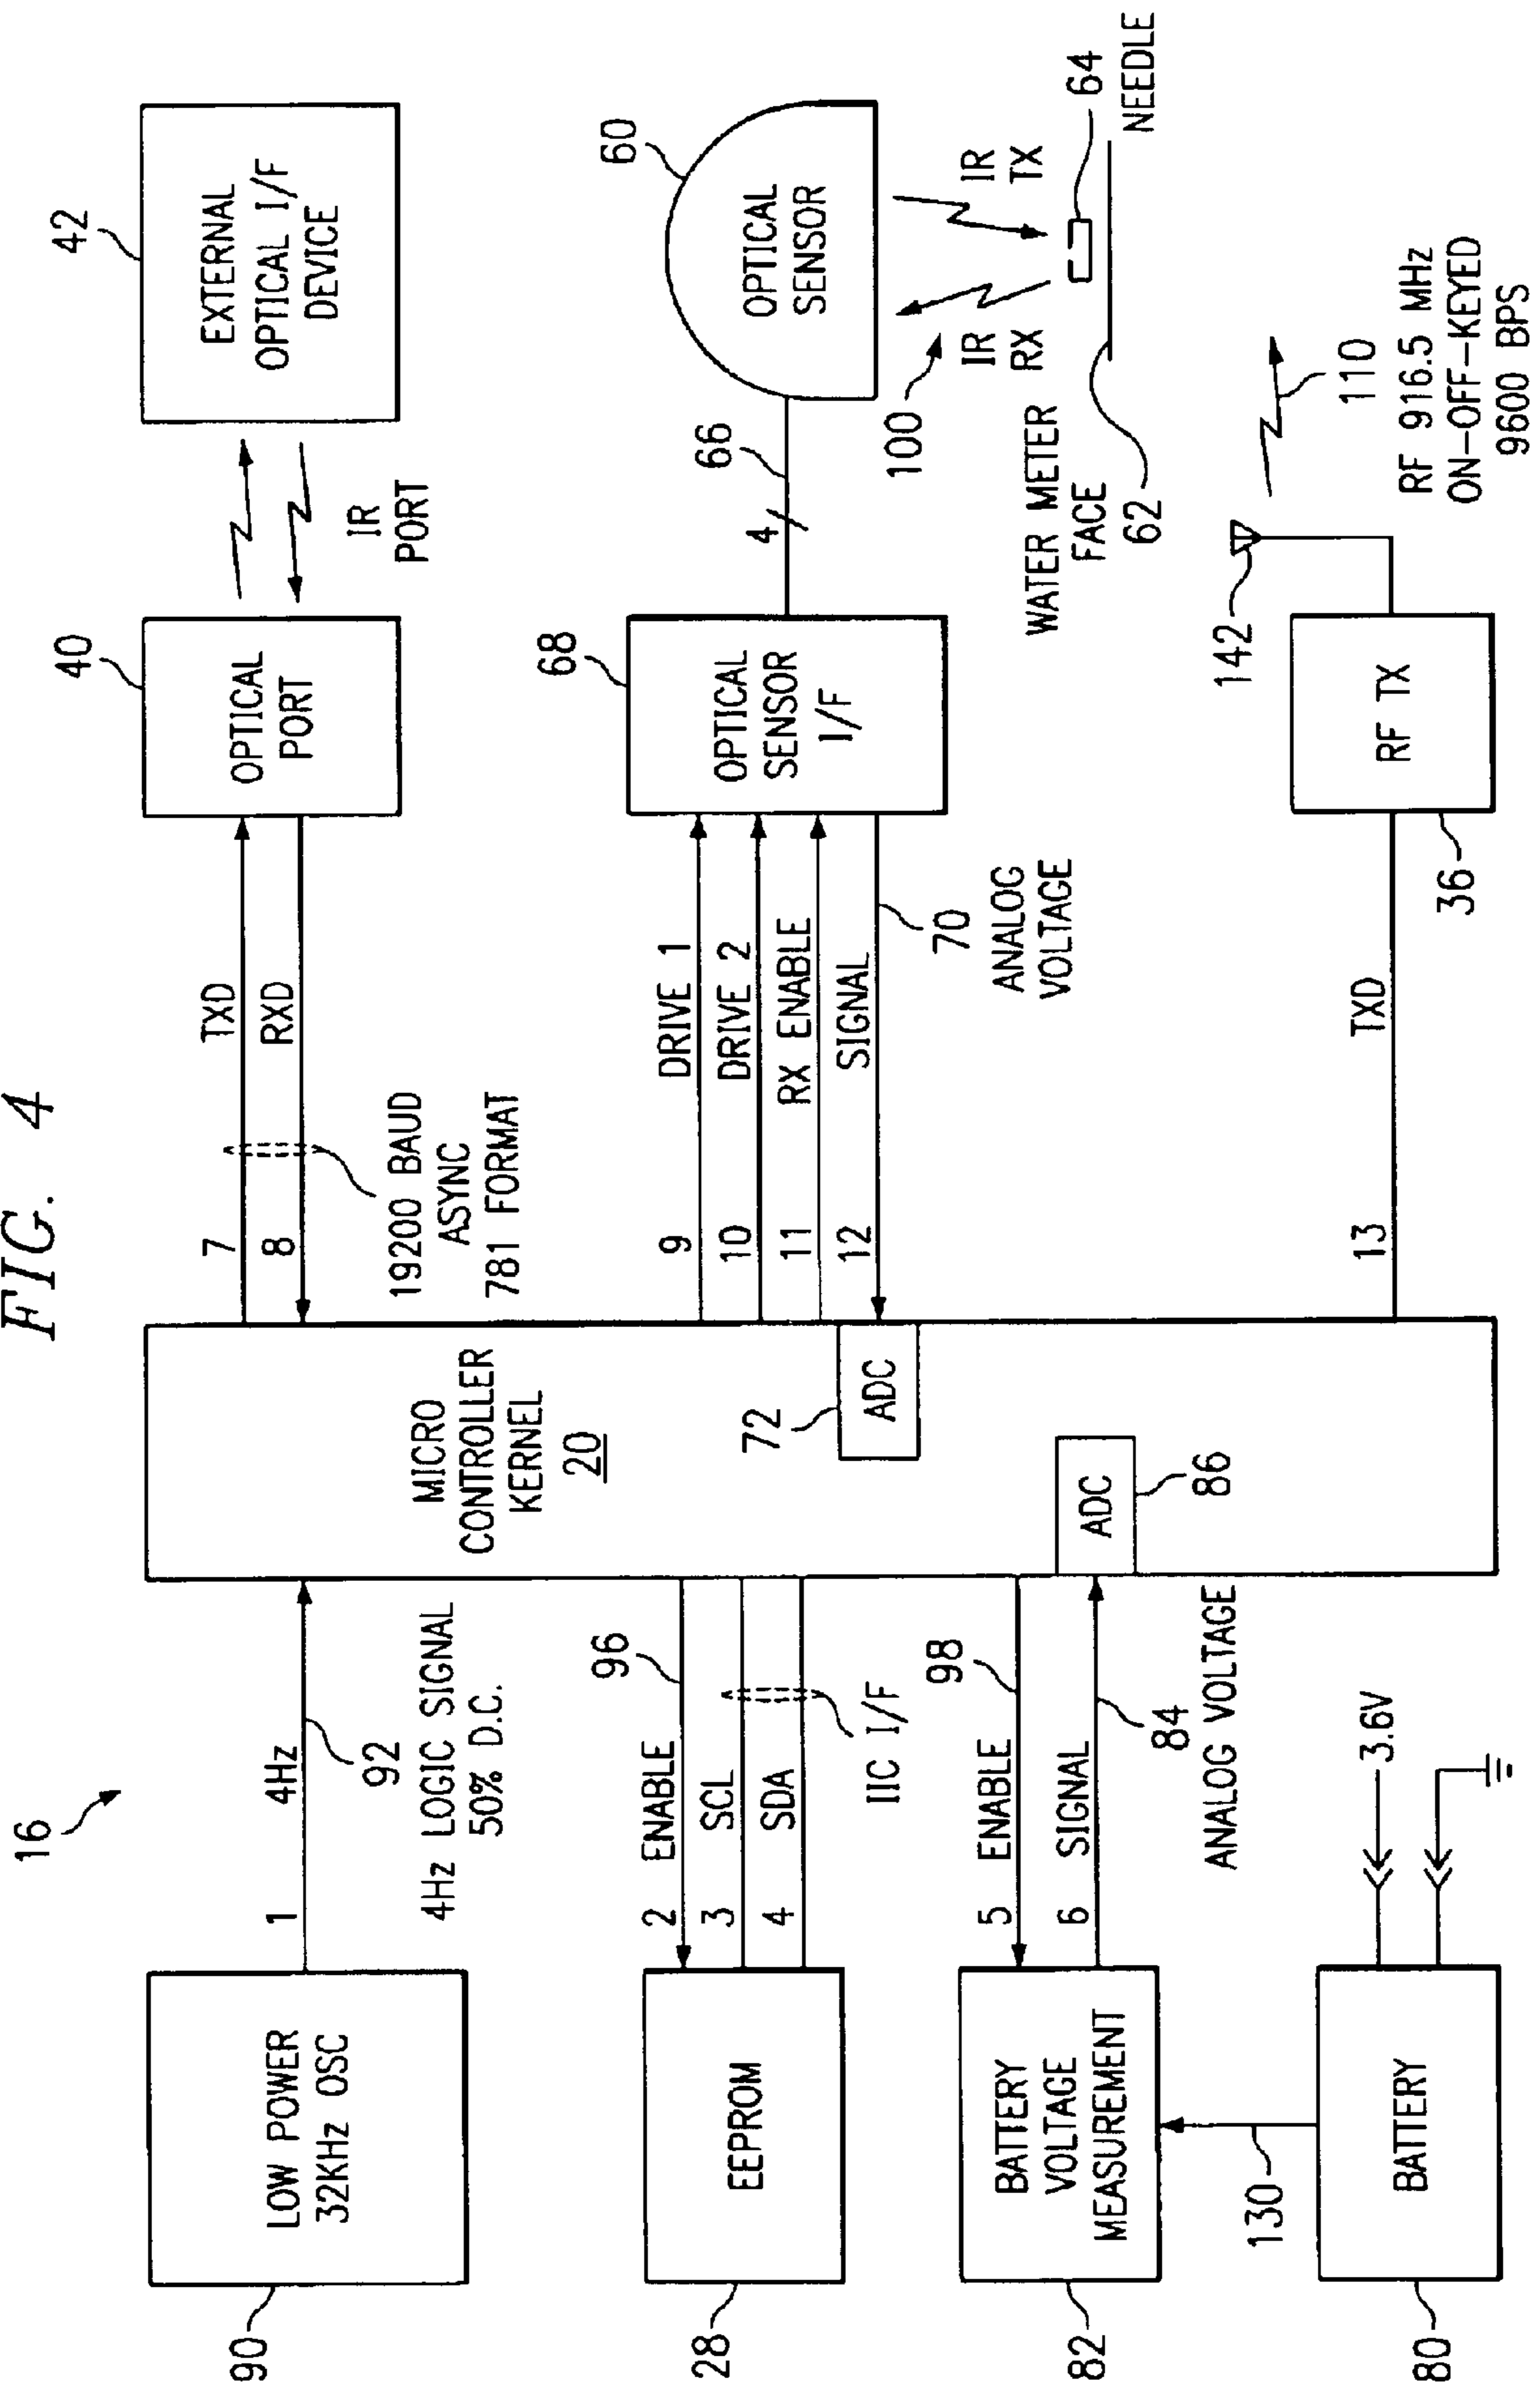 FIG. 4
16
90
LOW POWER
32KHz OSC
1
4Hz
92
4Hz LOGIC SIGNAL
50% D.C.
28
EEPROM
2
ENABLE
96
3
SCL
4
SDA
IIC I/F
82
BATTERY
VOLTAGE
MEASUREMENT
5
ENABLE
98
6
SIGNAL
84
ANALOG VOLTAGE
130
80
BATTERY
3.6V
MICRO
CONTROLLER
KERNEL
20
72
ADC
ADC
86
7
TXD
8
RXD
19200 BAUD
ASYNC
781 FORMAT
40
OPTICAL
PORT
IR
PORT
42
EXTERNAL
OPTICAL I/F
DEVICE
9
DRIVE 1
10
DRIVE 2
11
RX ENABLE
12
SIGNAL
70
ANALOG
VOLTAGE
68
OPTICAL
SENSOR
I/F
4
66
60
OPTICAL
SENSOR
100
IR
RX
IR
TX
64
NEEDLE
WATER METER
FACE
62
13
TXD
36
RF TX
142
110
RF 916.5 MHz
ON-OFF-KEYED
9600 BPS